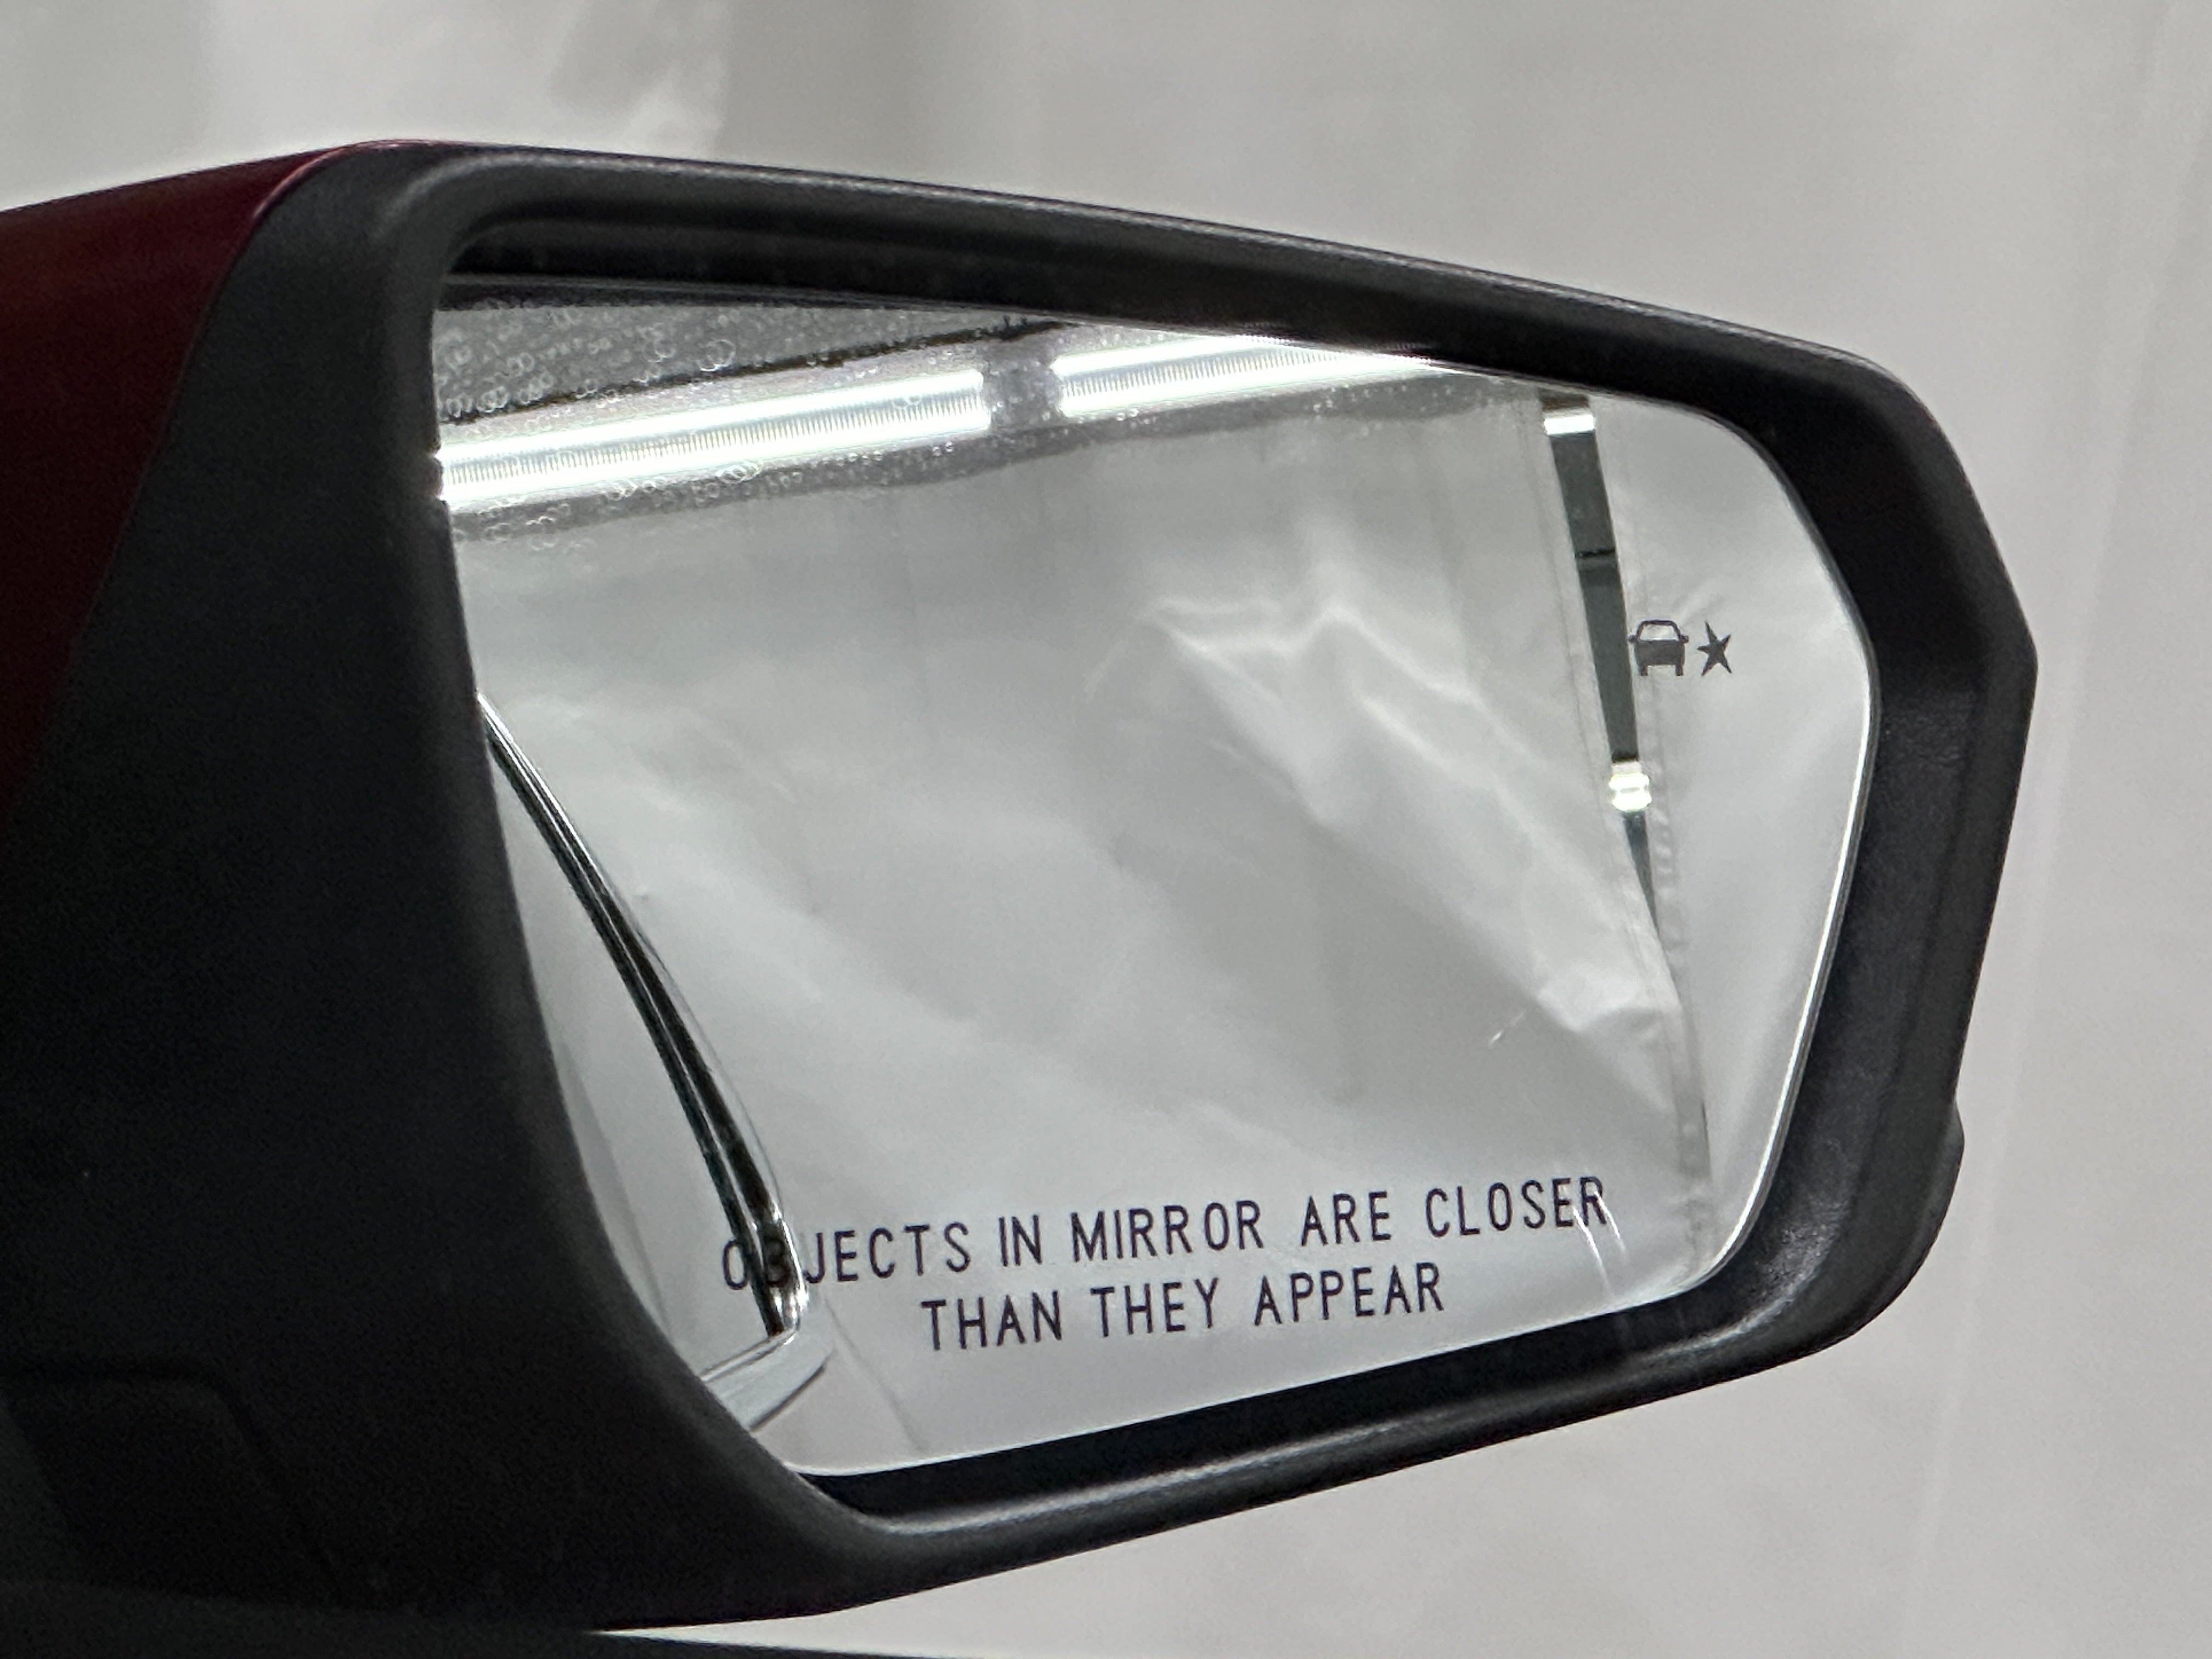 OBJECTS IN MIRROR ARE CLOSER
THAN THEY APPEAR